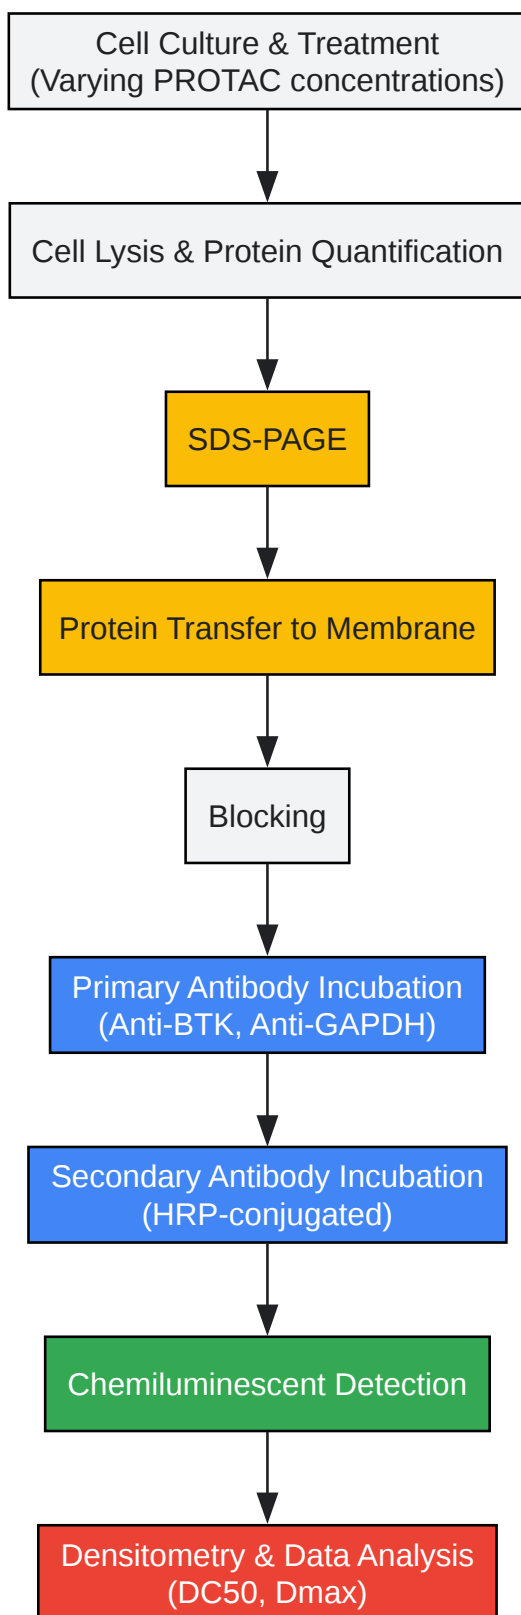 Cell Culture & Treatment
(Varying PROTAC concentrations)
Cell Lysis & Protein Quantification
SDS-PAGE
Protein Transfer to Membrane
Blocking
Primary Antibody Incubation
(Anti-BTK, Anti-GAPDH)
Secondary Antibody Incubation
(HRP-conjugated)
Chemiluminescent Detection
Densitometry & Data Analysis
(DC50, Dmax)